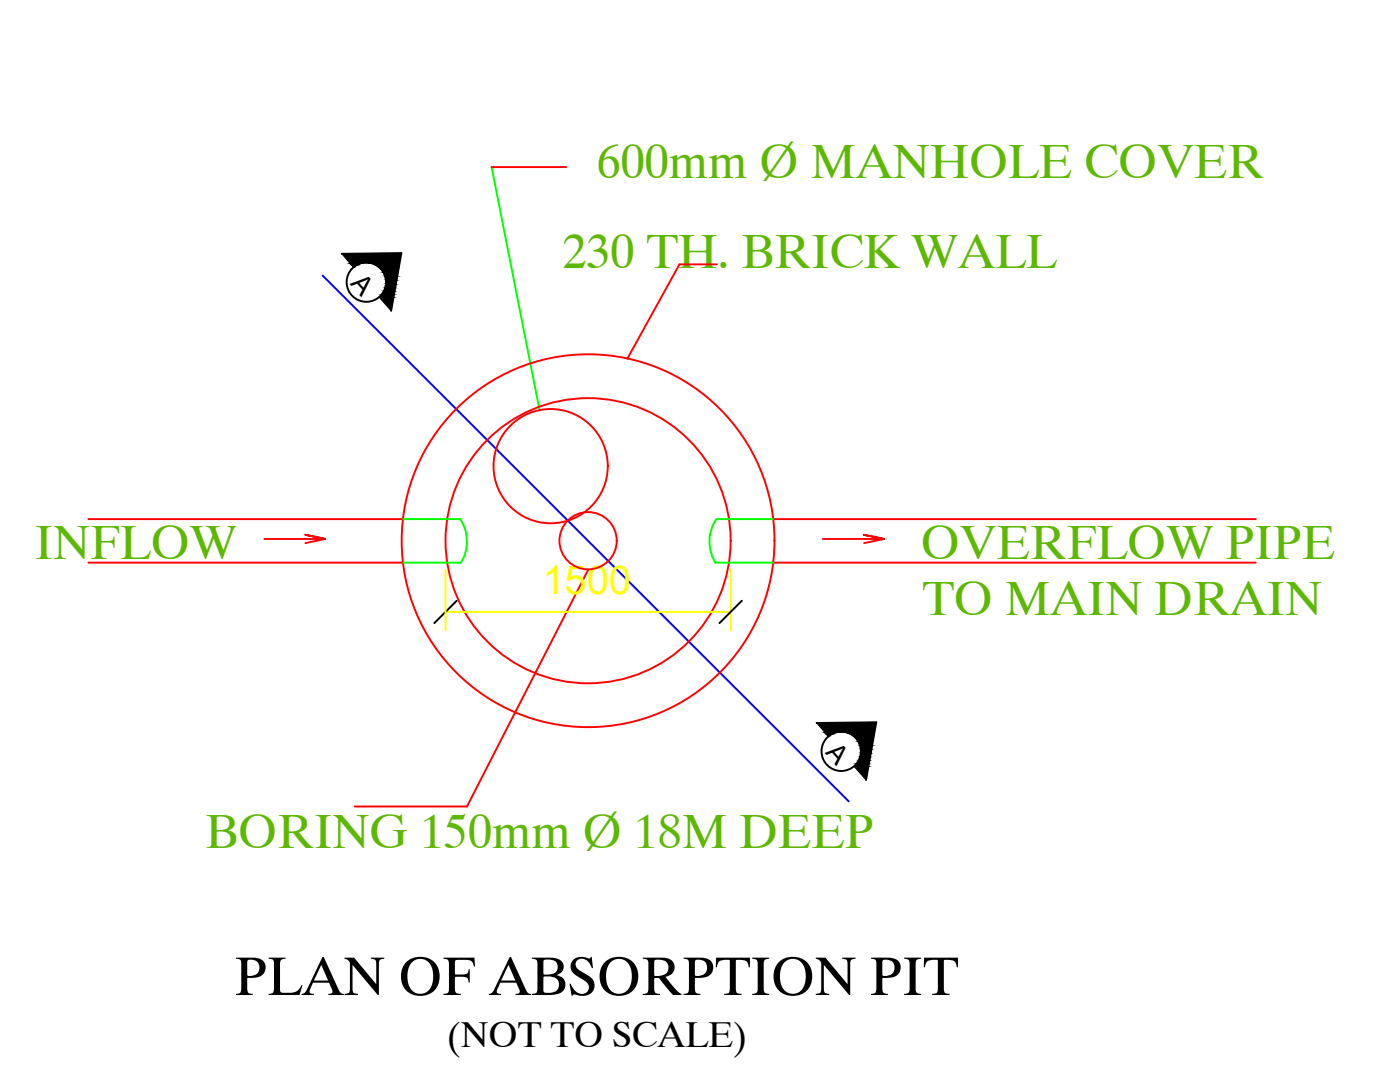 600mm Ø MANHOLE COVER
230 TH. BRICK WALL
A
INFLOW
OVERFLOW PIPE
TO MAIN DRAIN
1500
A
BORING 150mm Ø 18M DEEP
PLAN OF ABSORPTION PIT
(NOT TO SCALE)